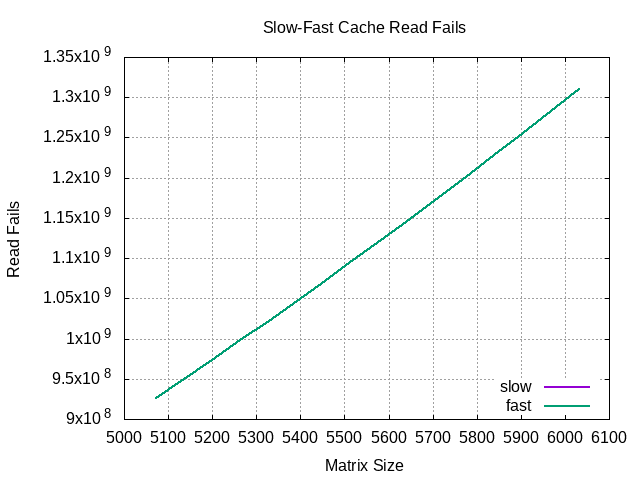 Slow-Fast Cache Read Fails
1.35x10 9
1.3x10 9
1.25x10 9
1.2x10 9
1.15x10 9
1.1x10 9
1.05x10 9
1x10 9
9.5x10 8
9x10 8
Read Fails
slow
fast
5000 5100 5200 5300 5400 5500 5600 5700 5800 5900 6000 6100
Matrix Size